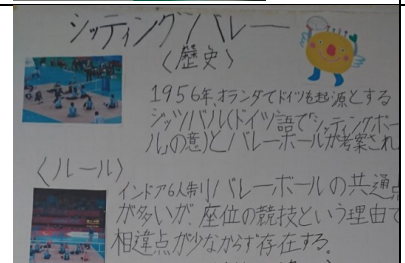 シッティングバレー
〈歴史〉
1956年オランダでドイツを起源とする
シッツバル(ドイツ語で「シッティングボー
ル」の意)とバレーボールが考案され
〈ルール〉
インドア6人制バレーボールの共通点
が多いが、座位の競技という理由で
相違点が少なからず存在する。